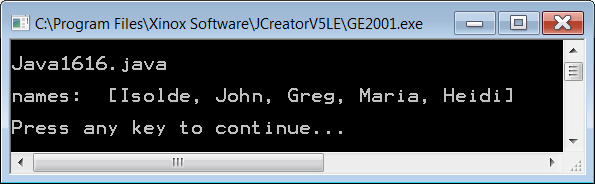 C:\Program Files\Xinox Software\JCreatorV5LE\GE2001.exe
Java1616.java
names:  [Isolde, John, Greg, Maria, Heidi]
Press any key to continue...